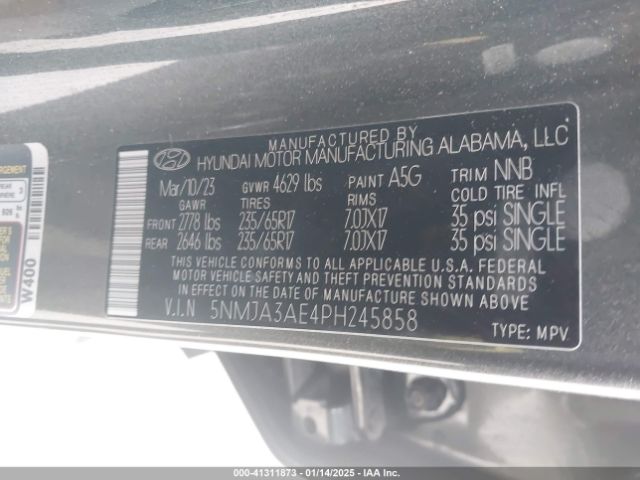 MANUFACTURED BY
HYUNDAI MOTOR MANUFACTURING ALABAMA, LLC
Mar/10/23 GVWR 4629 lbs PAINT A5G TRIM NNB
GAWR TIRES RIMS COLD TIRE INFL
FRONT 2778 lbs 235/65R17 7.0JX17 35 psi SINGLE
REAR 2646 lbs 235/65R17 7.0JX17 35 psi SINGLE
THIS VEHICLE CONFORMS TO ALL APPLICABLE U.S.A. FEDERAL
MOTOR VEHICLE SAFETY AND THEFT PREVENTION STANDARDS
IN EFFECT ON THE DATE OF MANUFACTURE SHOWN ABOVE.
V.I.N 5NMJA3AE4PH245858
TYPE: MPV
W400
000-41311873 - 01/14/2025 - IAA Inc.